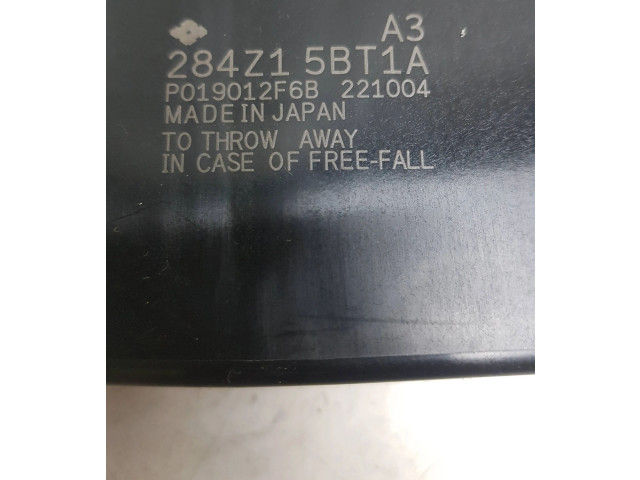 A3
284Z1 5BT1A
P019012F6B 221004
MADE IN JAPAN
TO THROW AWAY
IN CASE OF FREE-FALL